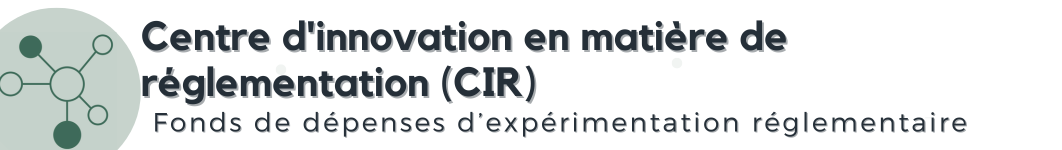 Centre d'innovation en matière de
réglementation (CIR)
Fonds de dépenses d'expérimentation réglementaire